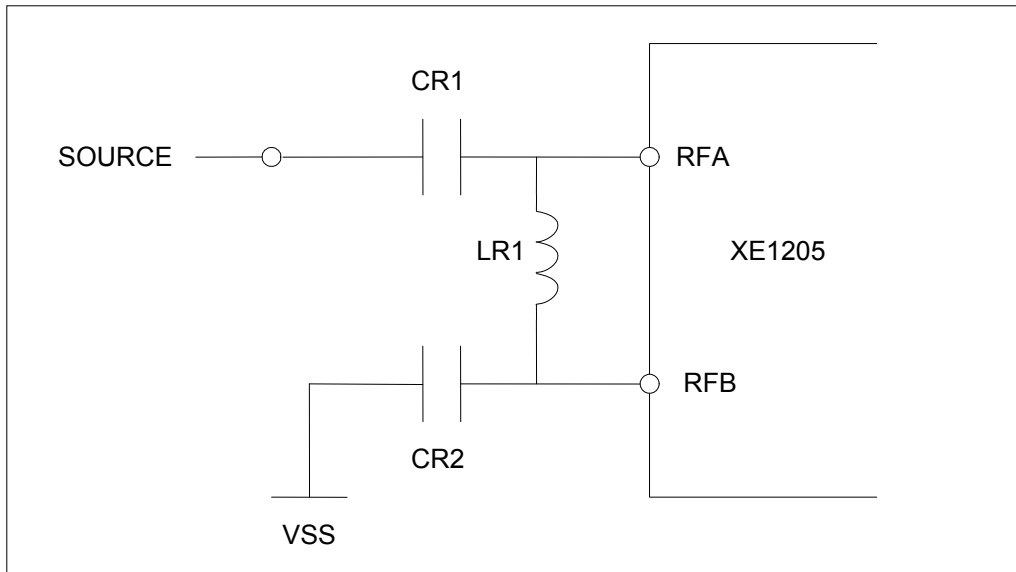 CR1
SOURCE
RFA
LR1
XE1205
RFB
CR2
VSS